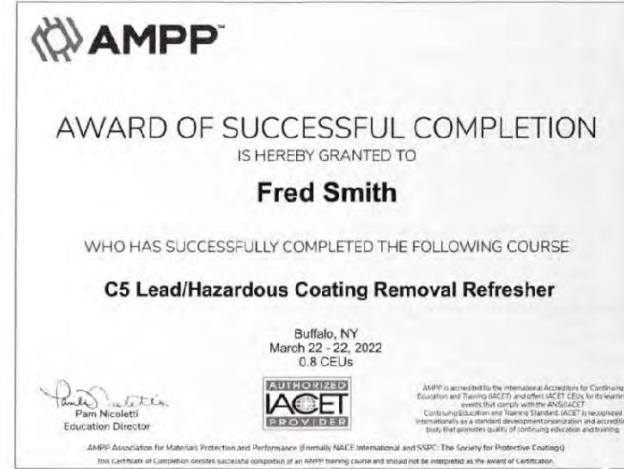 AMPP™
AWARD OF SUCCESSFUL COMPLETION
IS HEREBY GRANTED TO
Fred Smith
WHO HAS SUCCESSFULLY COMPLETED THE FOLLOWING COURSE
C5 Lead/Hazardous Coating Removal Refresher
Buffalo, NY
March 22 - 22, 2022
0.8 CEUs
Pam Nicoletti
Education Director
AUTHORIZED
IACET
PROVIDER
AMPP is accredited by the International Accreditors for Continuing
Education and Training (IACET) and offers IACET CEUs for its learning
events that comply with the ANSI/IACET
Continuing Education and Training Standard. IACET is recognized
internationally as a standard development organization and accrediting
body that promotes quality of continuing education and training.
AMPP Association for Materials Protection and Performance (Formally NACE International and SSPC: The Society for Protective Coatings)
This Certificate of Completion denotes successful completion of an AMPP training course and should not be interpreted as the award of Certification.